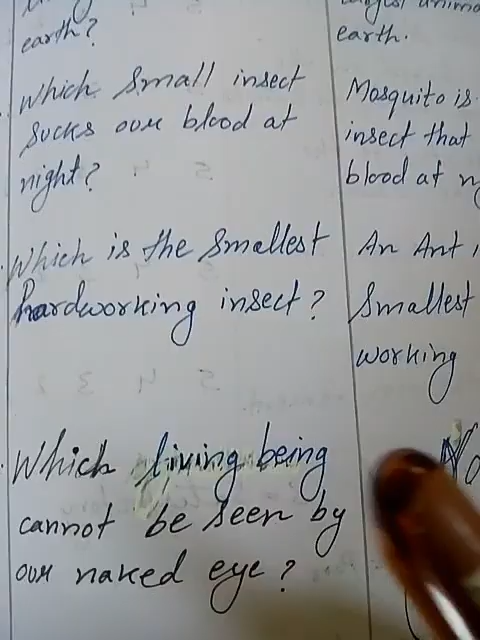 earth?
earth.
Which small insect
sucks our blood at
night?
Mosquito is
insect that
blood at
Which is the smallest
hardworking insect?
An Ant
smallest
working
Which living being
cannot be seen by
our naked eye?